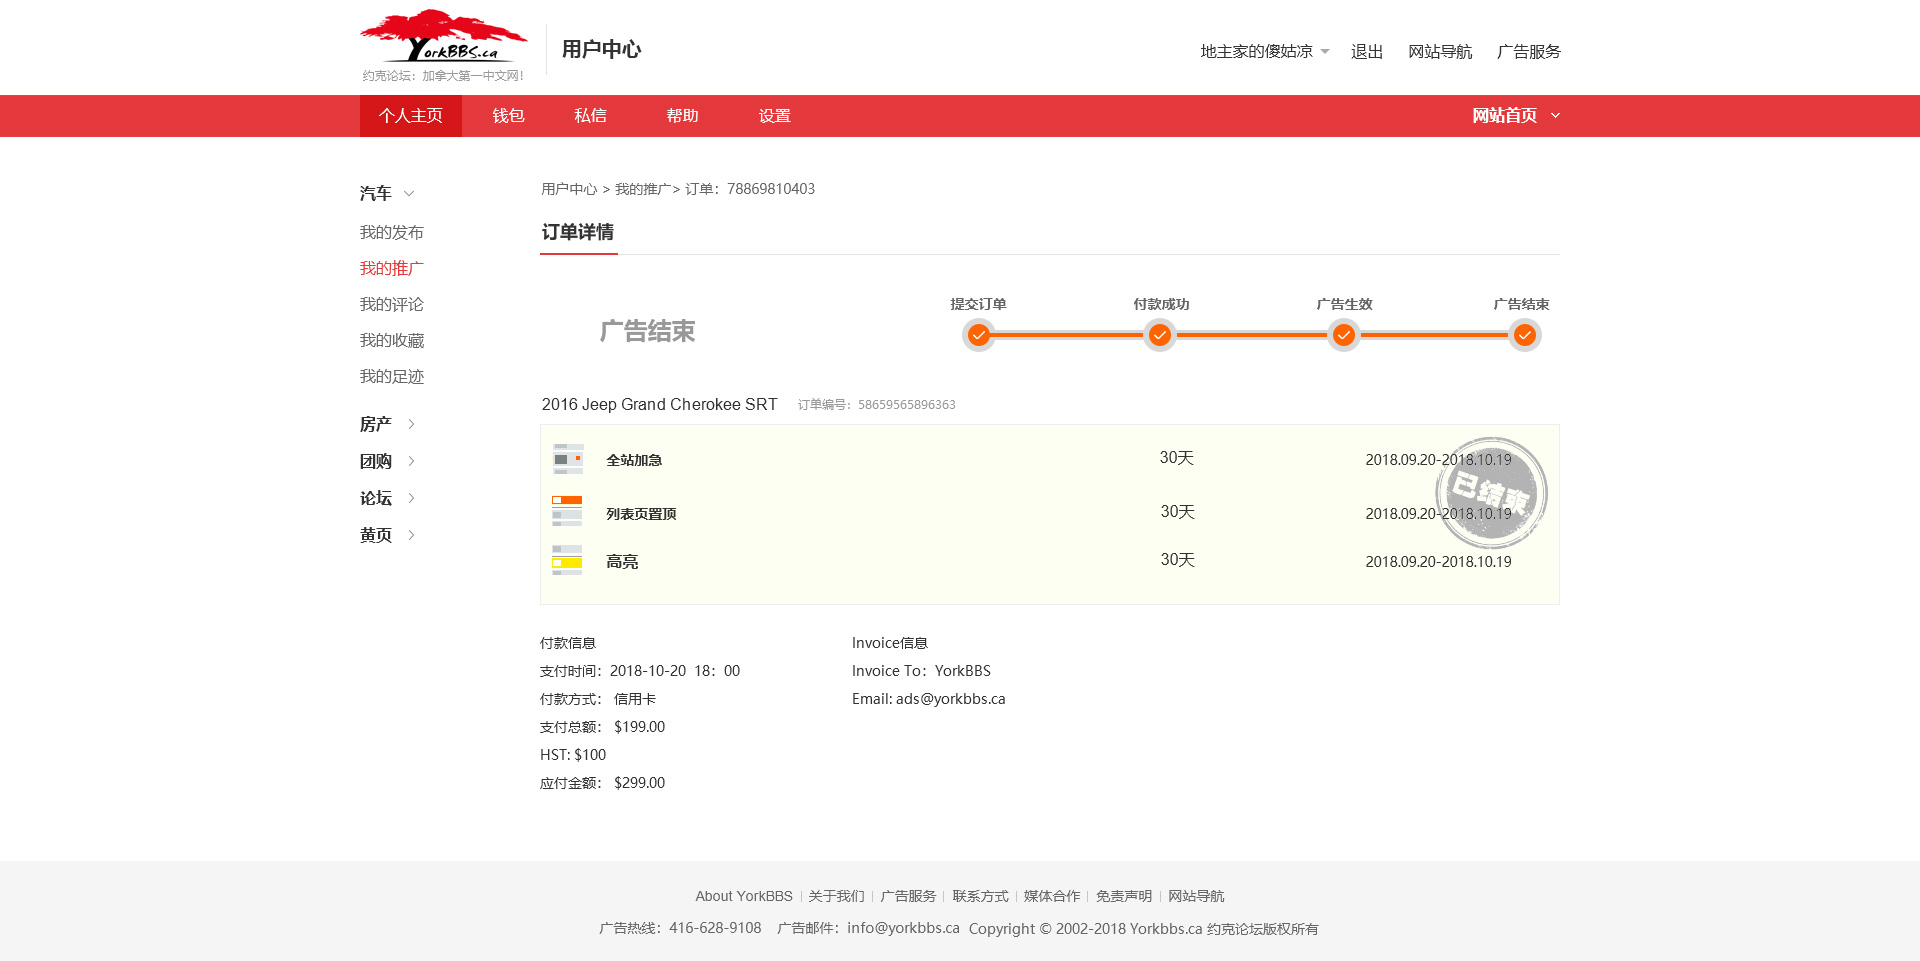 YorkBBS.ca
约克论坛：加拿大第一中文网！
用户中心
地主家的傻姑凉 退出 网站导航 广告服务
个人主页 钱包 私信 帮助 设置 网站首页
汽车
我的发布
我的推广
我的评论
我的收藏
我的足迹
房产
团购
论坛
黄页
用户中心 > 我的推广> 订单：78869810403
订单详情
广告结束
提交订单 付款成功 广告生效 广告结束
2016 Jeep Grand Cherokee SRT 订单编号：58659565896363
全站加急 30天 2018.09.20-2018.10.19
列表页置顶 30天 2018.09.20-2018.10.19
高亮 30天 2018.09.20-2018.10.19
已结束
付款信息
支付时间：2018-10-20 18：00
付款方式： 信用卡
支付总额： $199.00
HST: $100
应付金额： $299.00
Invoice信息
Invoice To：YorkBBS
Email: ads@yorkbbs.ca
About YorkBBS 关于我们 广告服务 联系方式 媒体合作 免责声明 网站导航
广告热线：416-628-9108 广告邮件：info@yorkbbs.ca Copyright © 2002-2018 Yorkbbs.ca 约克论坛版权所有